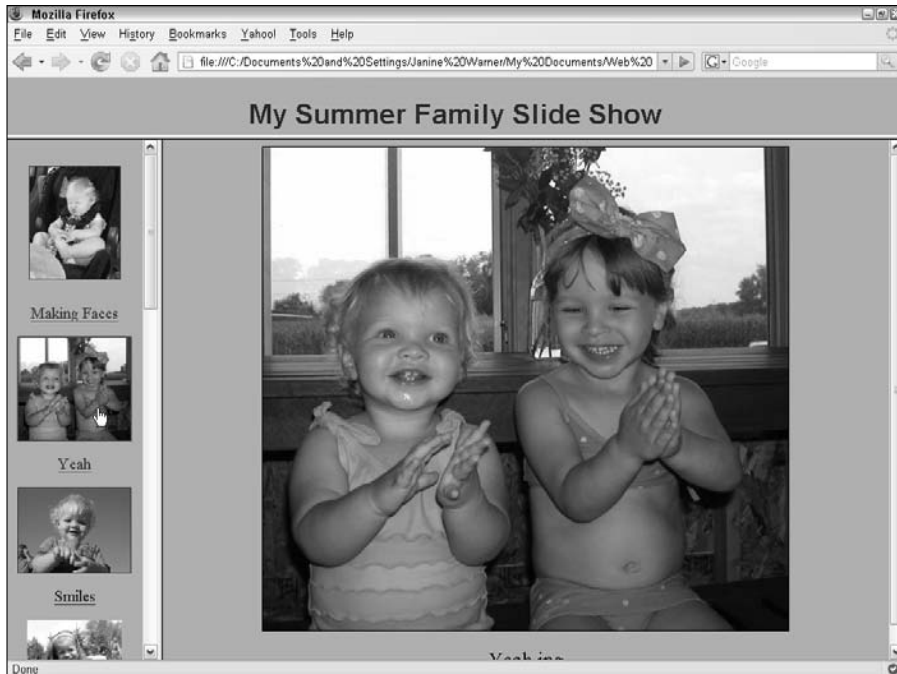 Mozilla Firefox
File Edit View History Bookmarks Yahoo! Tools Help
file:///C:/Documents%20and%20Settings/Janine%20Warner/My%20Documents/Web%20
G Google
My Summer Family Slide Show
Making Faces
Yeah
Smiles
Done